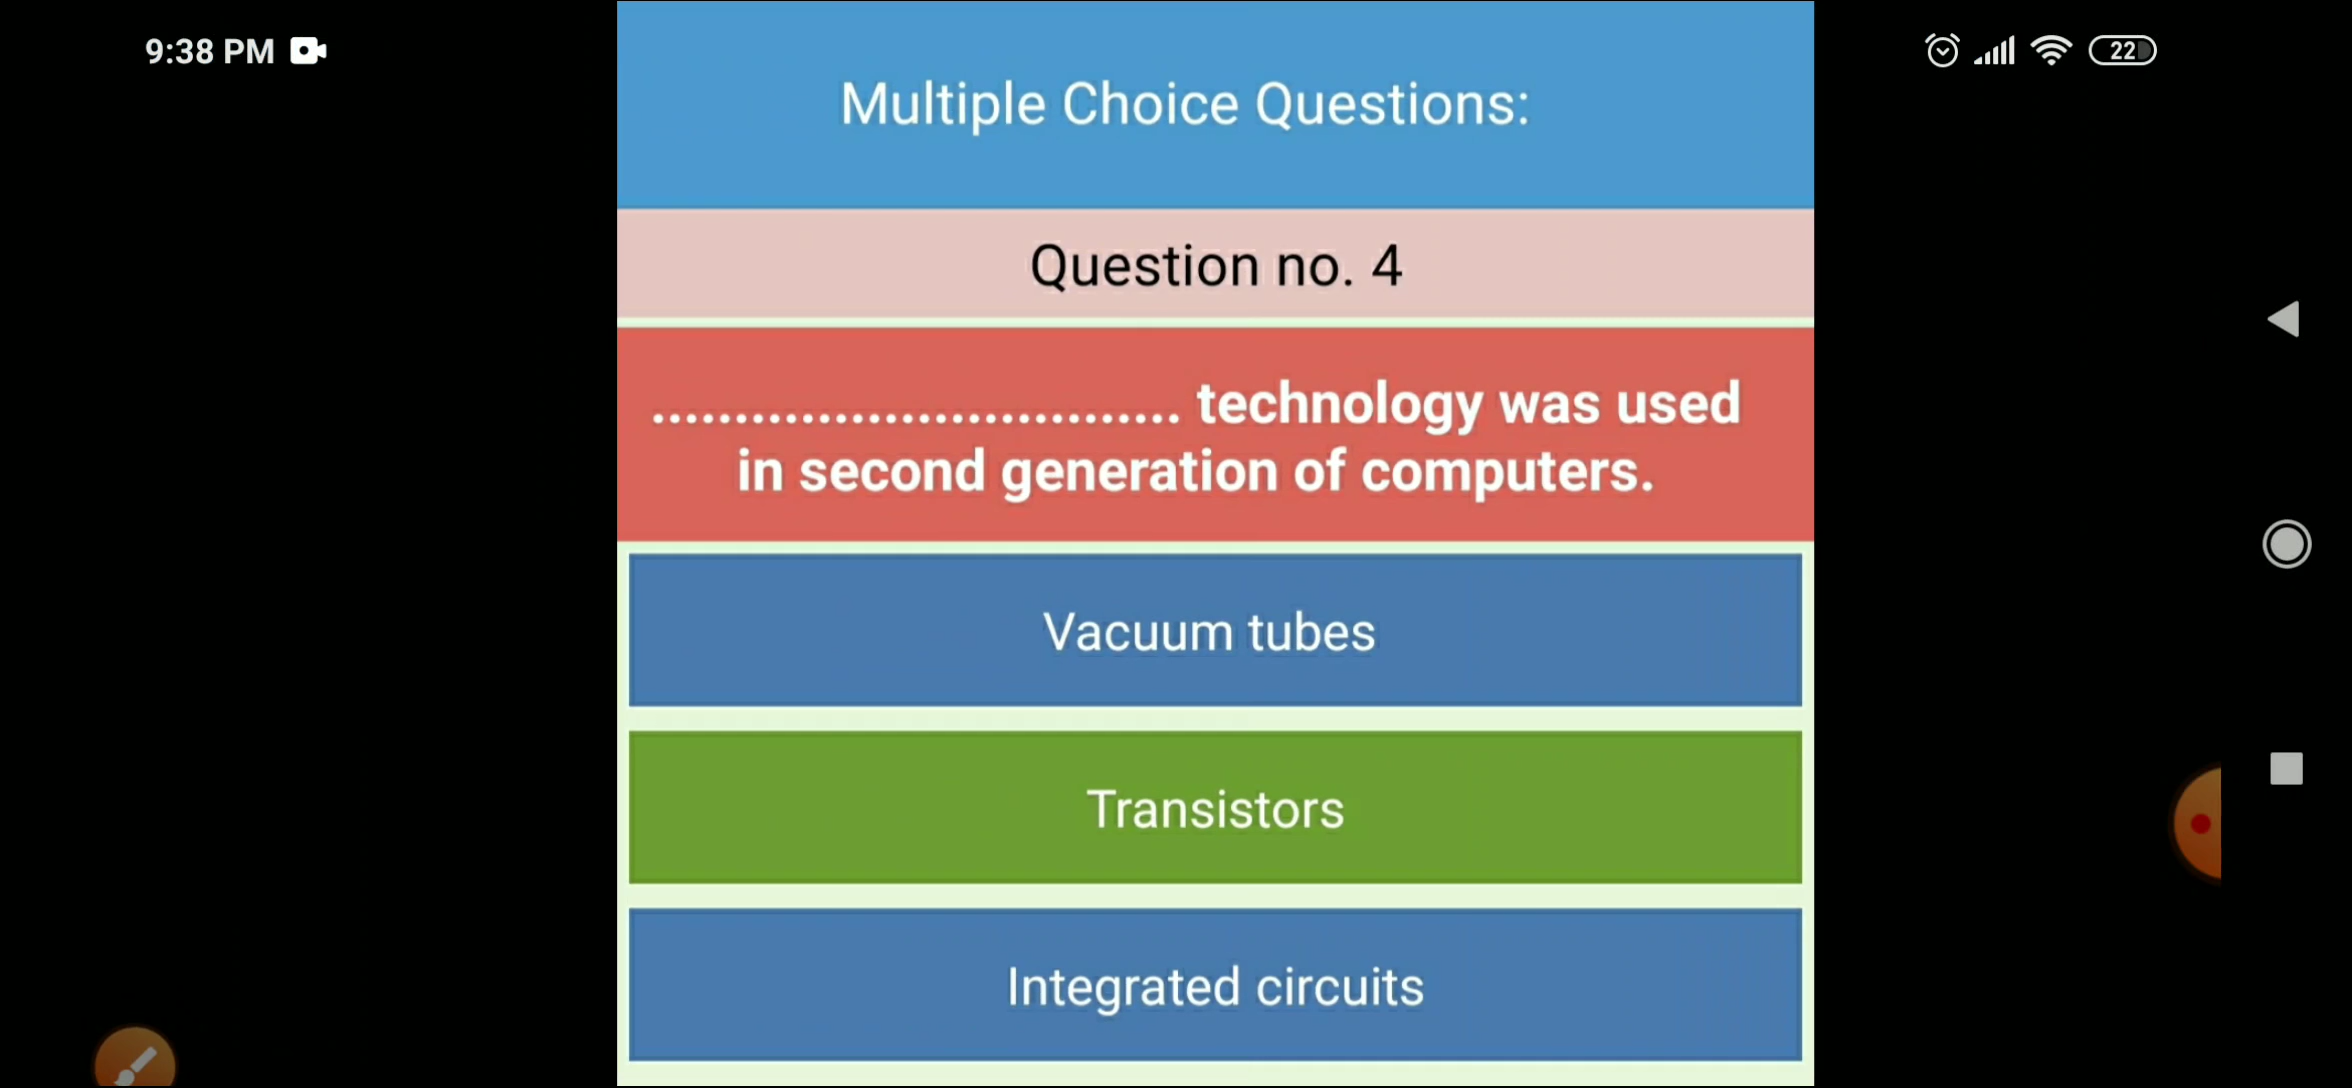 9:38 PM
22
Multiple Choice Questions:
Question no. 4
................................ technology was used
in second generation of computers.
Vacuum tubes
Transistors
Integrated circuits